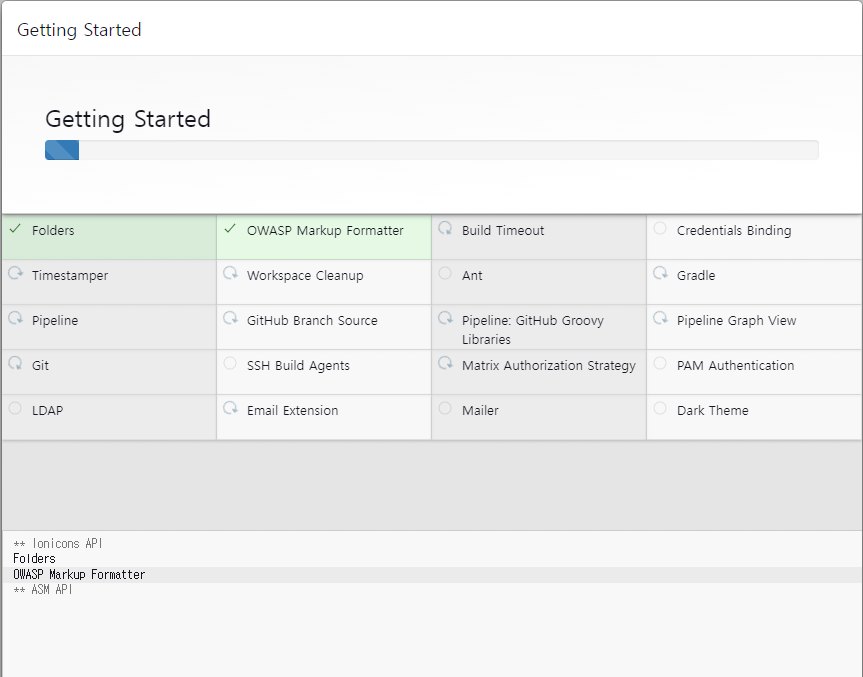 Getting Started
Getting Started
Folders
OWASP Markup Formatter
Build Timeout
Credentials Binding
Timestamper
Workspace Cleanup
Ant
Gradle
Pipeline
GitHub Branch Source
Pipeline: GitHub Groovy
Libraries
Pipeline Graph View
Git
SSH Build Agents
Matrix Authorization Strategy
PAM Authentication
LDAP
Email Extension
Mailer
Dark Theme
** Ionicons API
Folders
OWASP Markup Formatter
** ASM API